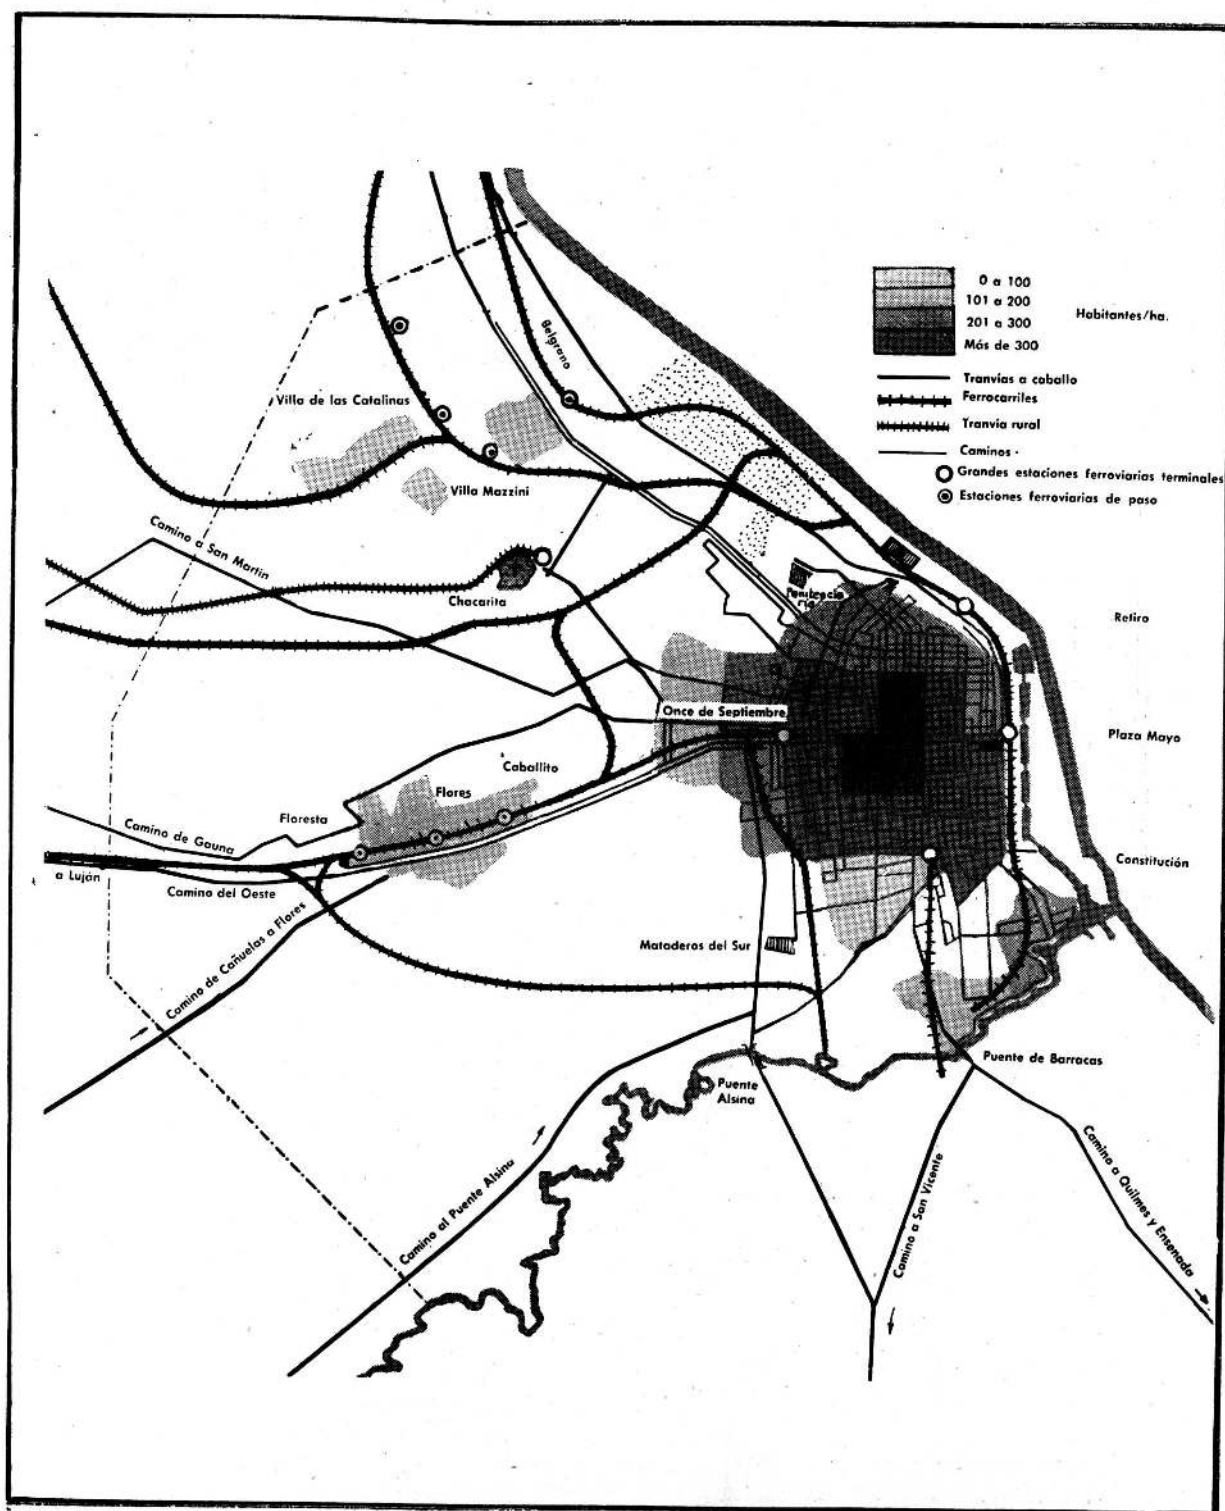 0 a 100
101 a 200
201 a 300
Más de 300
Habitantes/ha.
Tranvías a caballo
Ferrocarriles
Tranvía rural
Caminos
Grandes estaciones ferroviarias terminales
Estaciones ferroviarias de paso
Belgrano
Villa de las Catalinas
Villa Mazzini
Camino a San Martín
Chacarita
Penitencia
ría
Retiro
Once de Septiembre
Plaza Mayo
Caballito
Flores
Floresta
Camino de Gauna
a Luján
Camino del Oeste
Constitución
Camino de Cañuelas a Flores
Mataderos del Sur
Puente de Barracas
Puente
Alsina
Camino al Puente Alsina
Camino a San Vicente
Camino a Quilmes y Ensenada